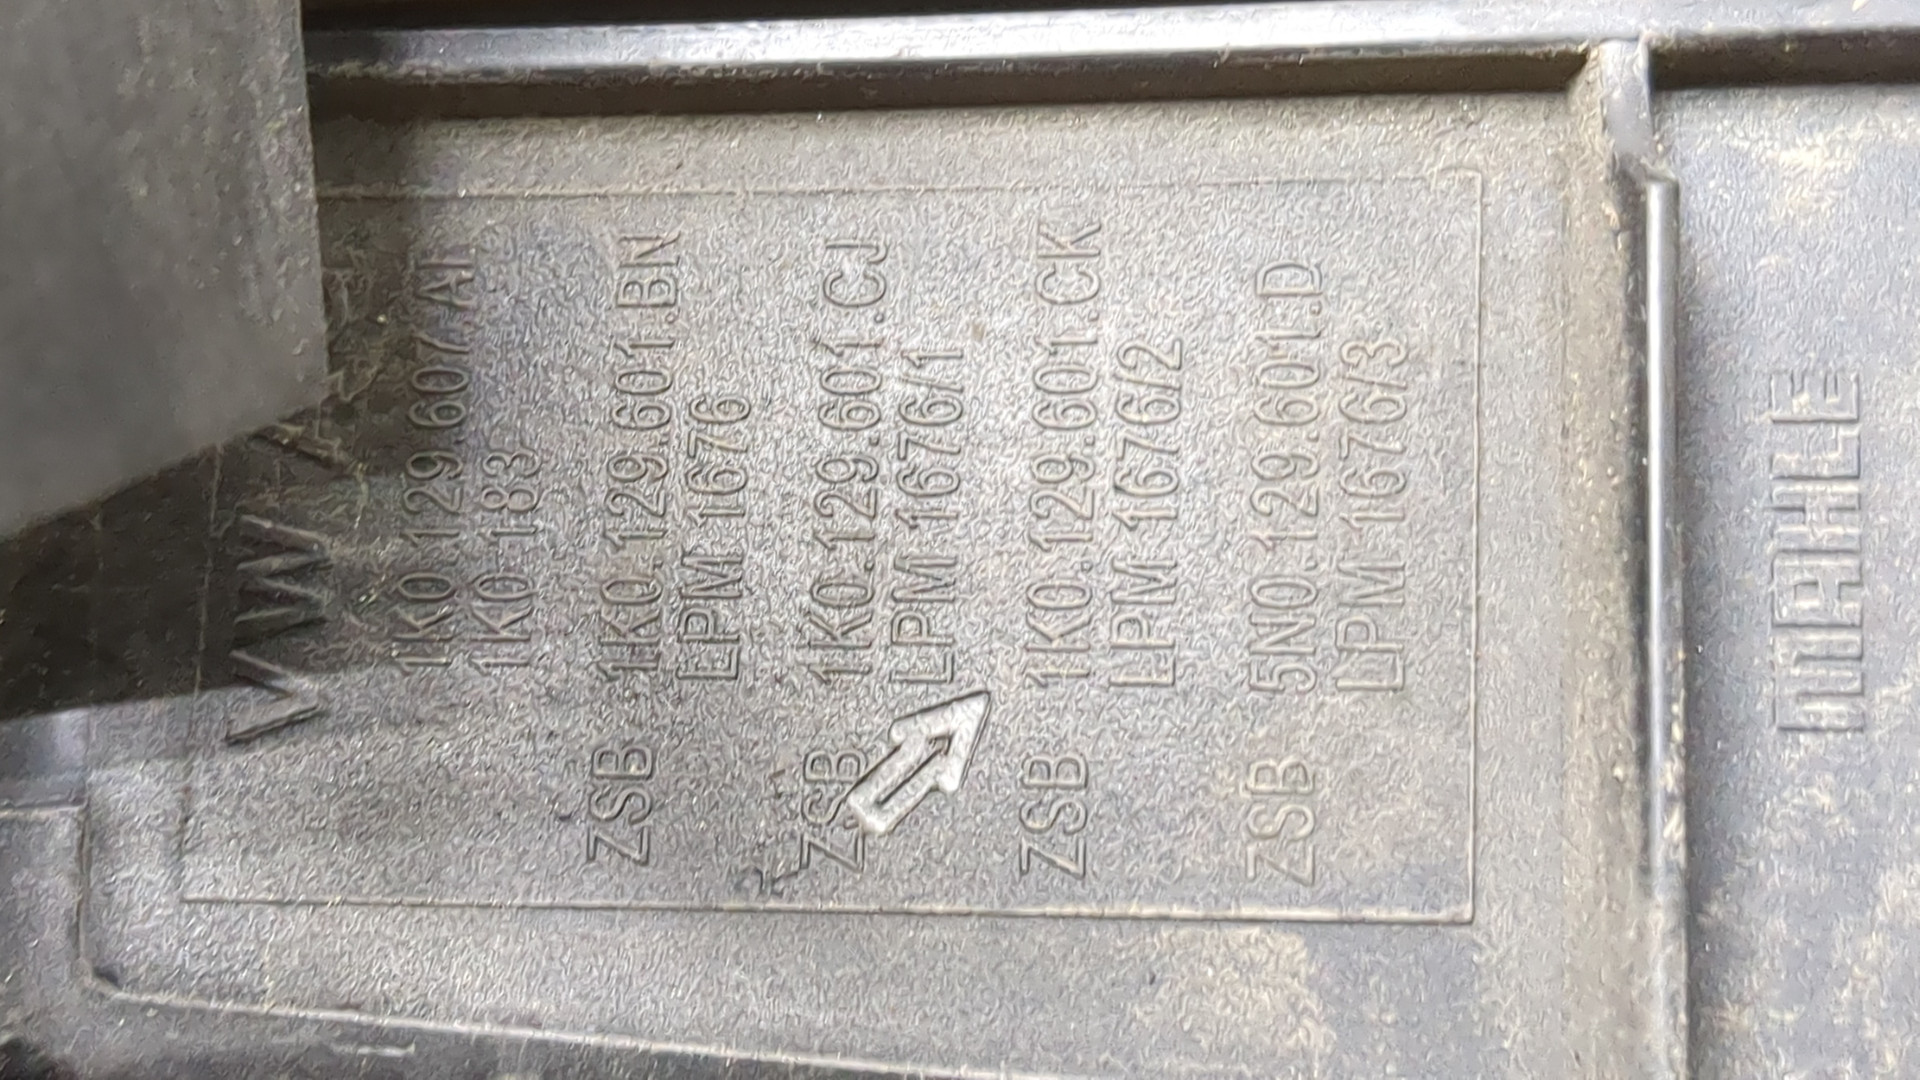 VW
1K0.129.607.AF
1K0 183
ZSB 1K0.129.601.BN
LPM 1676
ZSB 1K0.129.601.CJ
LPM 1676/1
ZSB 1K0.129.601.CK
LPM 1676/2
ZSB 5N0.129.601.D
LPM 1676/3
MAHLE